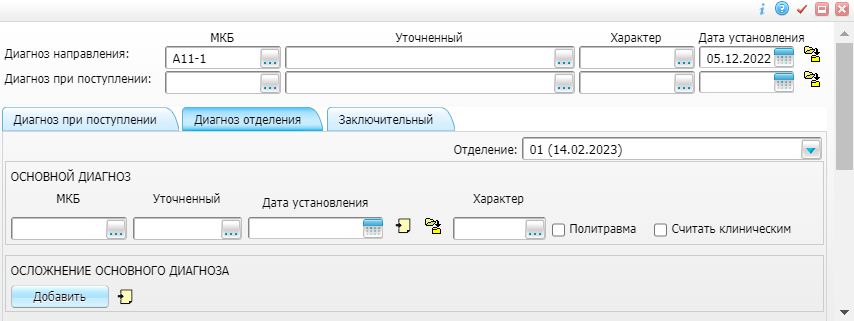 МКБ Уточненный Характер Дата установления
Диагноз направления: A11-1 ... ... ... 05.12.2022
Диагноз при поступлении: ... ... ...
Диагноз при поступлении Диагноз отделения Заключительный
Отделение: 01 (14.02.2023)
ОСНОВНОЙ ДИАГНОЗ
МКБ Уточненный Дата установления Характер
... ... ... Политравма Считать клиническим
ОСЛОЖНЕНИЕ ОСНОВНОГО ДИАГНОЗА
Добавить